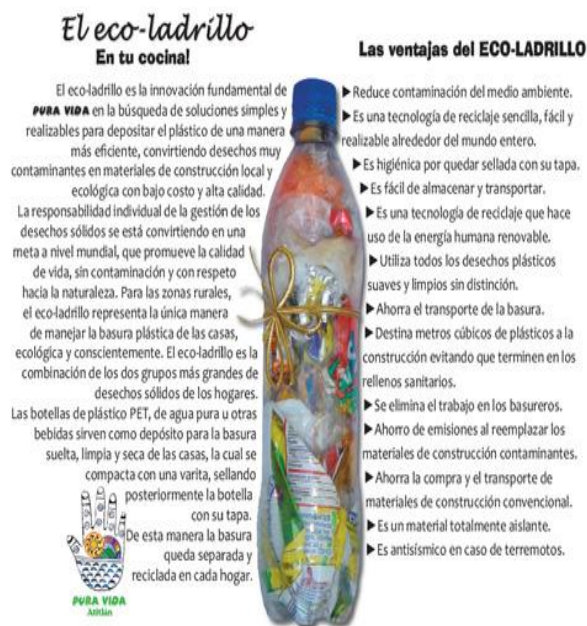 El eco-ladrillo
En tu cocina!
El eco-ladrillo es la innovación fundamental de
PURA VIDA en la búsqueda de soluciones simples y
realizables para depositar el plástico de una manera
más eficiente, convirtiendo desechos muy
contaminantes en materiales de construcción local y
ecológica con bajo costo y alta calidad.
La responsabilidad individual de la gestión de los
desechos sólidos se está convirtiendo en una
meta a nivel mundial, que promueve la calidad
de vida, sin contaminación y con respeto
hacia la naturaleza. Para las zonas rurales,
el eco-ladrillo representa la única manera
de manejar la basura plástica de las casas,
ecológica y conscientemente. El eco-ladrillo es la
combinación de los dos grupos más grandes de
desechos sólidos de los hogares.
Las botellas de plástico PET, de agua pura u otras
bebidas sirven como depósito para la basura
suelta, limpia y seca de las casas, la cual se
compacta con una varita, sellando
posteriormente la botella
con su tapa.
De esta manera la basura
queda separada y
reciclada en cada hogar.
PURA VIDA
Atitlán
Las ventajas del ECO-LADRILLO
▶ Reduce contaminación del medio ambiente.
▶ Es una tecnología de reciclaje sencilla, fácil y
realizable alrededor del mundo entero.
▶ Es higiénica por quedar sellada con su tapa.
▶ Es fácil de almacenar y transportar.
▶ Es una tecnología de reciclaje que hace
uso de la energía humana renovable.
▶ Utiliza todos los desechos plásticos
suaves y limpios sin distinción.
▶ Ahorra el transporte de la basura.
▶ Destina metros cúbicos de plásticos a la
construcción evitando que terminen en los
rellenos sanitarios.
▶ Se elimina el trabajo en los basureros.
▶ Ahorro de emisiones al reemplazar los
materiales de construcción contaminantes.
▶ Ahorra la compra y el transporte de
materiales de construcción convencional.
▶ Es un material totalmente aislante.
▶ Es antisísmico en caso de terremotos.